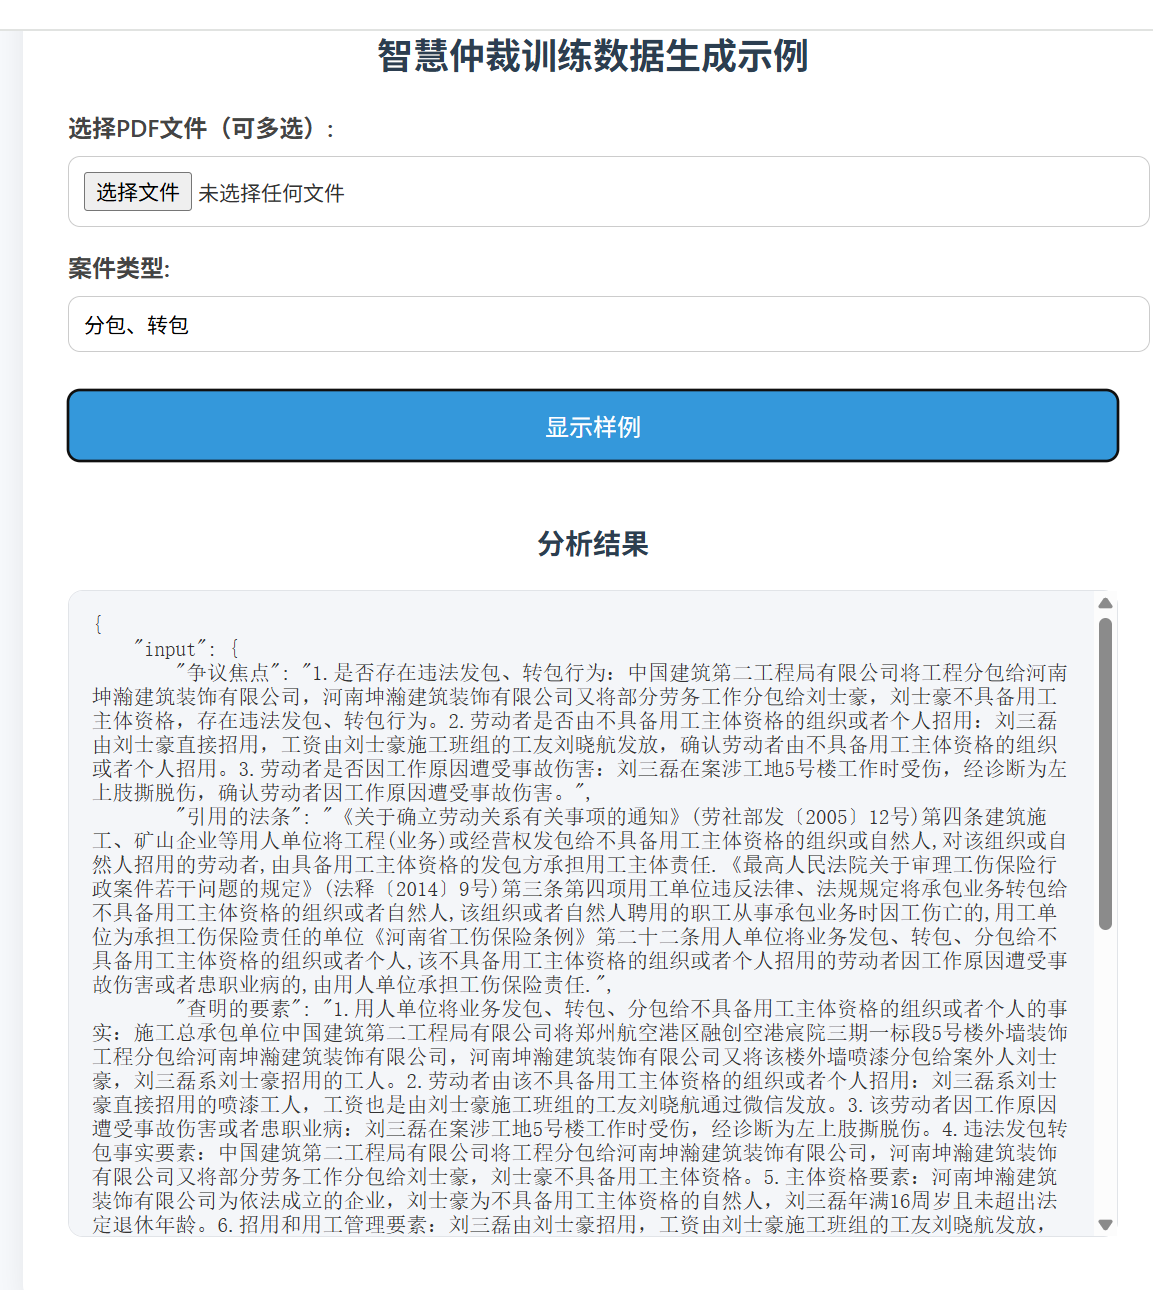 智慧仲裁训练数据生成示例
选择PDF文件（可多选）:
选择文件 未选择任何文件
案件类型:
分包、转包
显示样例
分析结果
{
"input": {
"争议焦点": "1.是否存在违法发包、转包行为：中国建筑第二工程局有限公司将工程分包给河南
坤瀚建筑装饰有限公司，河南坤瀚建筑装饰有限公司又将部分劳务工作分包给刘士豪，刘士豪不具备用工
主体资格，存在违法发包、转包行为。2.劳动者是否由不具备用工主体资格的组织或者个人招用：刘三磊
由刘士豪直接招用，工资由刘士豪施工班组的工友刘晓航发放，确认劳动者由不具备用工主体资格的组织
或者个人招用。3.劳动者是否因工作原因遭受事故伤害：刘三磊在案涉工地5号楼工作时受伤，经诊断为左
上肢撕脱伤，确认劳动者因工作原因遭受事故伤害。",
"引用的法条": "《关于确立劳动关系有关事项的通知》(劳社部发〔2005〕12号)第四条建筑施
工、矿山企业等用人单位将工程(业务)或经营权发包给不具备用工主体资格的组织或自然人,对该组织或自
然人招用的劳动者,由具备用工主体资格的发包方承担用工主体责任.《最高人民法院关于审理工伤保险行
政案件若干问题的规定》(法释〔2014〕9号)第三条第四项用工单位违反法律、法规规定将承包业务转包给
不具备用工主体资格的组织或者自然人,该组织或者自然人聘用的职工从事承包业务时因工伤亡的,用工单
位为承担工伤保险责任的单位《河南省工伤保险条例》第二十二条用人单位将业务发包、转包、分包给不
具备用工主体资格的组织或者个人,该不具备用工主体资格的组织或者个人招用的劳动者因工作原因遭受事
故伤害或者患职业病的,由用人单位承担工伤保险责任.",
"查明的要素": "1.用人单位将业务发包、转包、分包给不具备用工主体资格的组织或者个人的事
实：施工总承包单位中国建筑第二工程局有限公司将郑州航空港区融创空港宸院三期一标段5号楼外墙装饰
工程分包给河南坤瀚建筑装饰有限公司，河南坤瀚建筑装饰有限公司又将该楼外墙喷漆分包给案外人刘士
豪，刘三磊系刘士豪招用的工人。2.劳动者由该不具备用工主体资格的组织或者个人招用：刘三磊系刘士
豪直接招用的喷漆工人，工资也是由刘士豪施工班组的工友刘晓航通过微信发放。3.该劳动者因工作原因
遭受事故伤害或者患职业病：刘三磊在案涉工地5号楼工作时受伤，经诊断为左上肢撕脱伤。4.违法发包转
包事实要素：中国建筑第二工程局有限公司将工程分包给河南坤瀚建筑装饰有限公司，河南坤瀚建筑装饰
有限公司又将部分劳务工作分包给刘士豪，刘士豪不具备用工主体资格。5.主体资格要素：河南坤瀚建筑
装饰有限公司为依法成立的企业，刘士豪为不具备用工主体资格的自然人，刘三磊年满16周岁且未超出法
定退休年龄。6.招用和用工管理要素：刘三磊由刘士豪招用，工资由刘士豪施工班组的工友刘晓航发放，